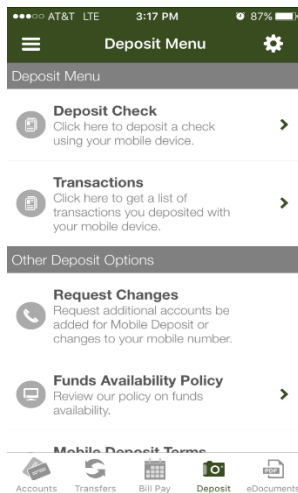 AT&T LTE 3:17 PM 87%
Deposit Menu
Deposit Menu
Deposit Check
Click here to deposit a check
using your mobile device.
Transactions
Click here to get a list of
transactions you deposited with
your mobile device.
Other Deposit Options
Request Changes
Request additional accounts be
added for Mobile Deposit or
changes to your mobile number.
Funds Availability Policy
Review our policy on funds
availability.
Mobile Deposit Terms
PDF
Accounts Transfers Bill Pay Deposit eDocuments